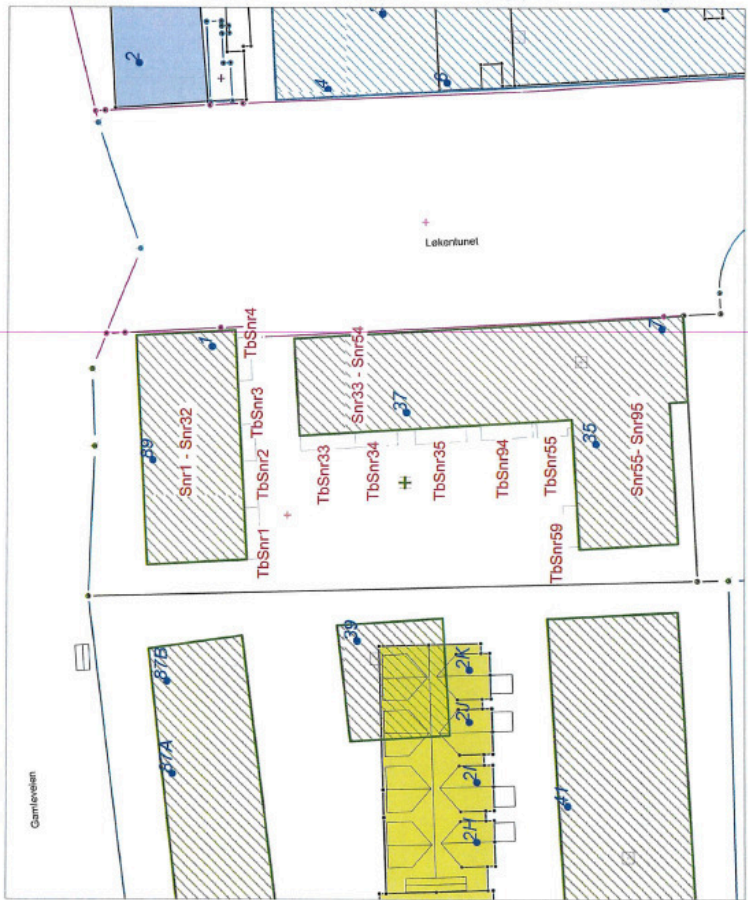 2
4
8
Løkentunet
TbSnr4
1
89
Snr1 - Snr32
TbSnr3
TbSnr2
TbSnr1
Snr33 - Snr54
7
37
TbSnr33
TbSnr34
TbSnr35
TbSnr94
TbSnr55
35
Snr55- Snr95
TbSnr59
87B
87A
39
2K
2J
2I
2H
41
Gamleveien